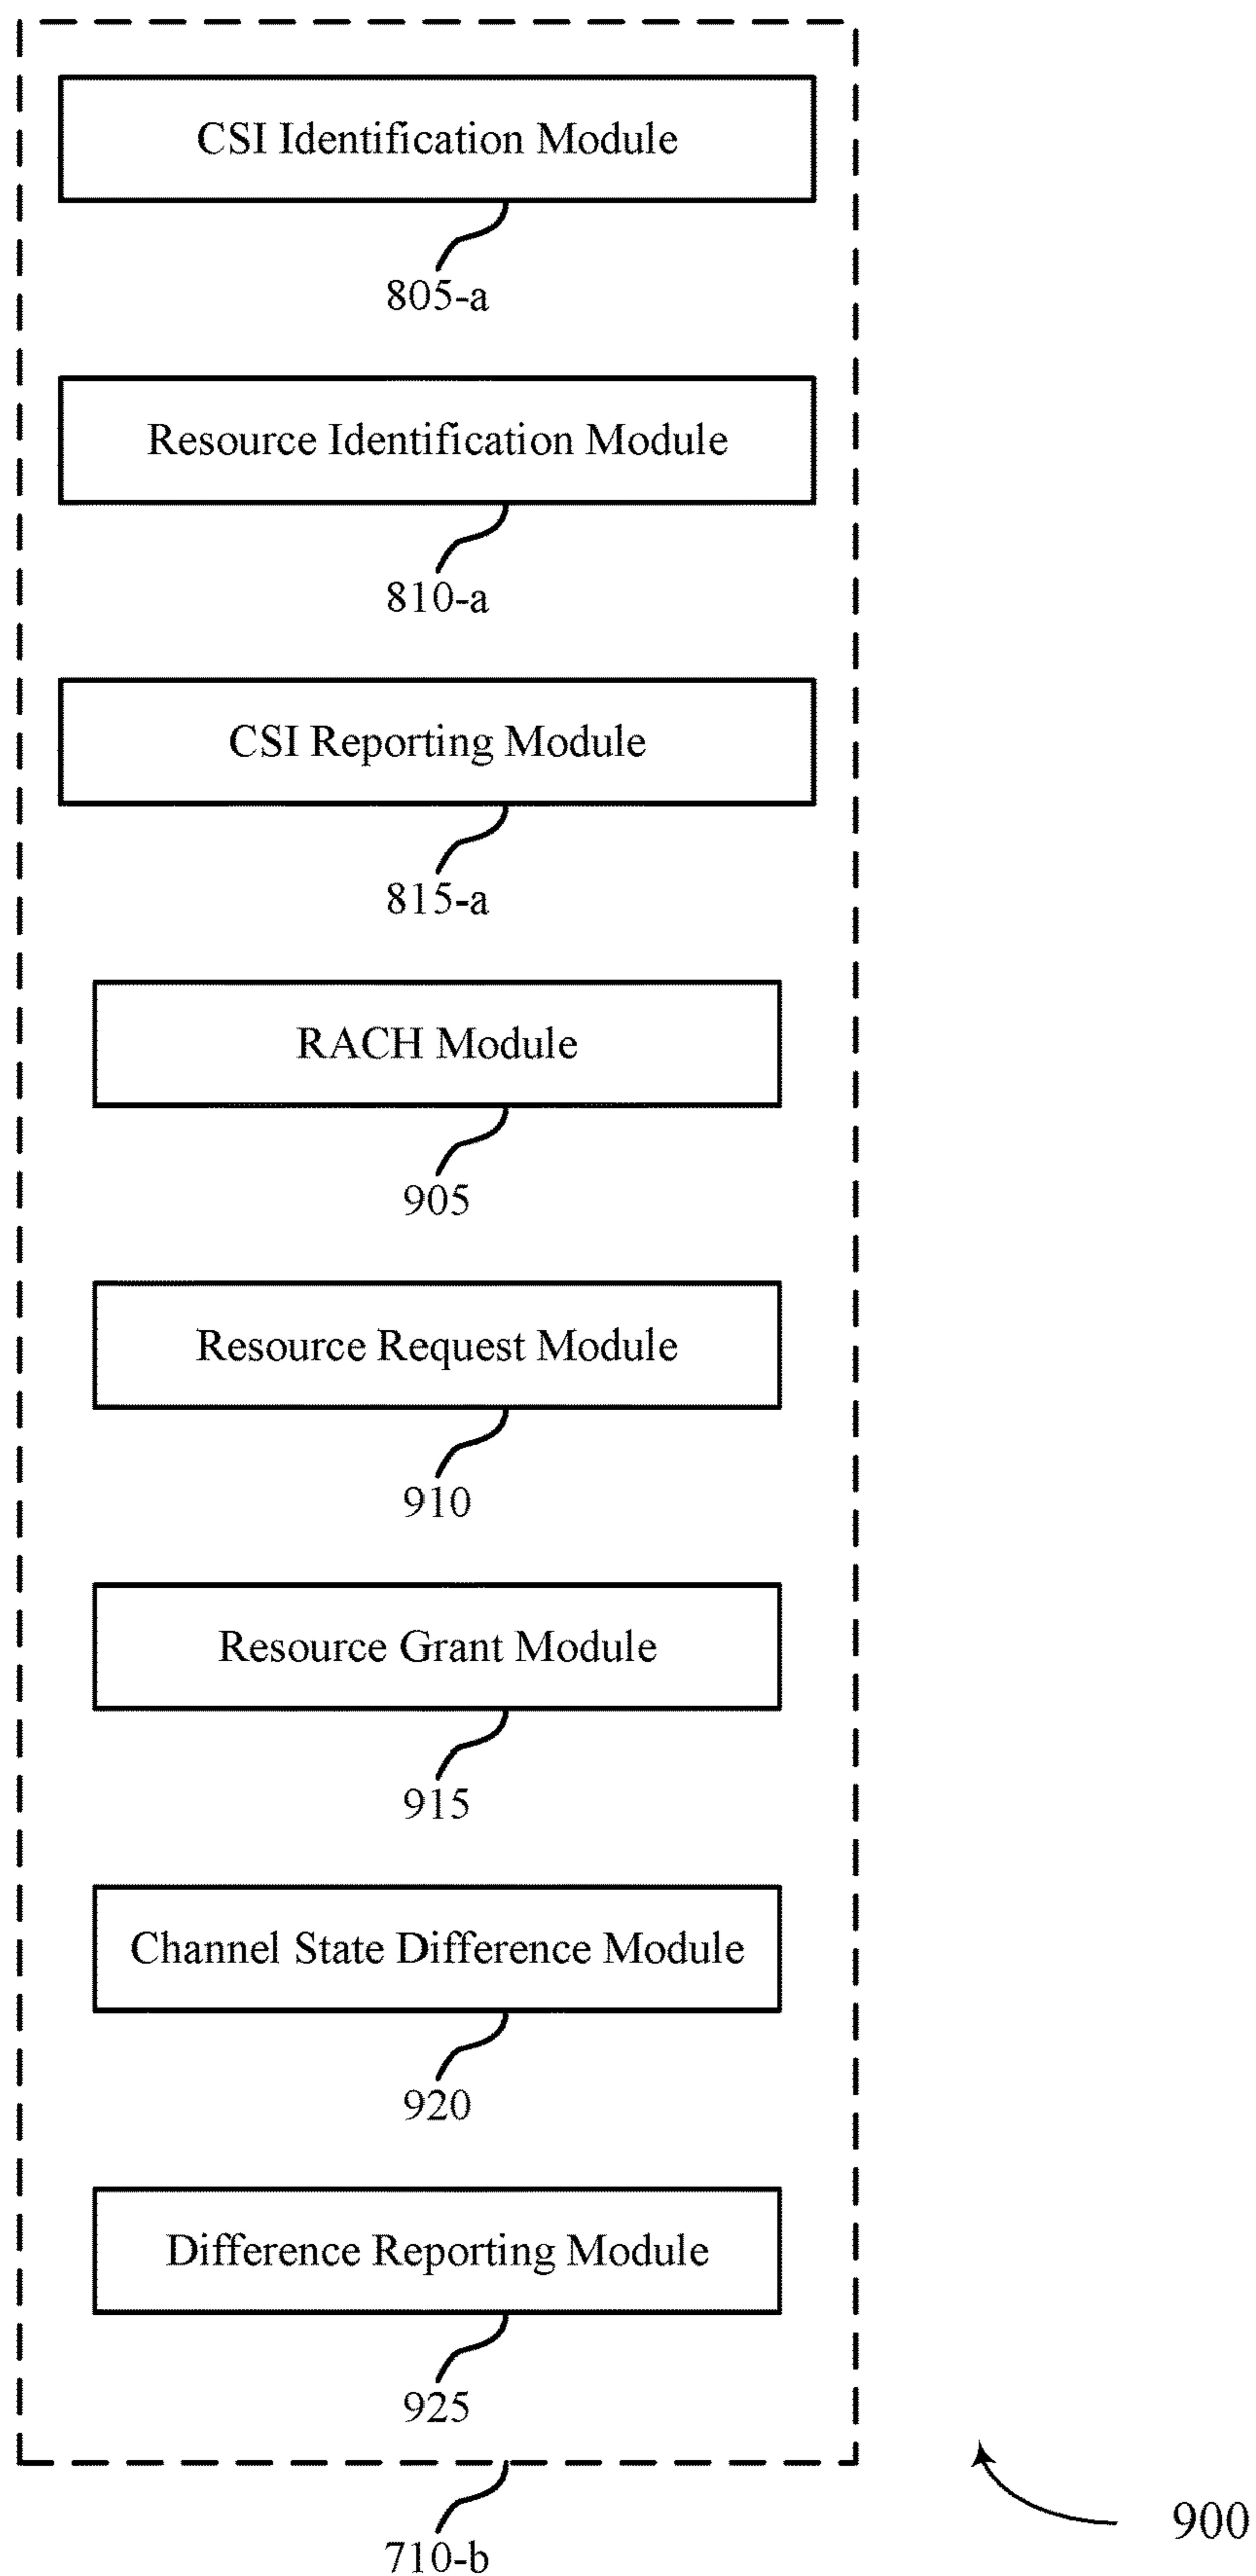 CSI Identification Module
805-a
Resource Identification Module
810-a
CSI Reporting Module
815-a
RACH Module
905
Resource Request Module
910
Resource Grant Module
915
Channel State Difference Module
920
Difference Reporting Module
925
710-b
900